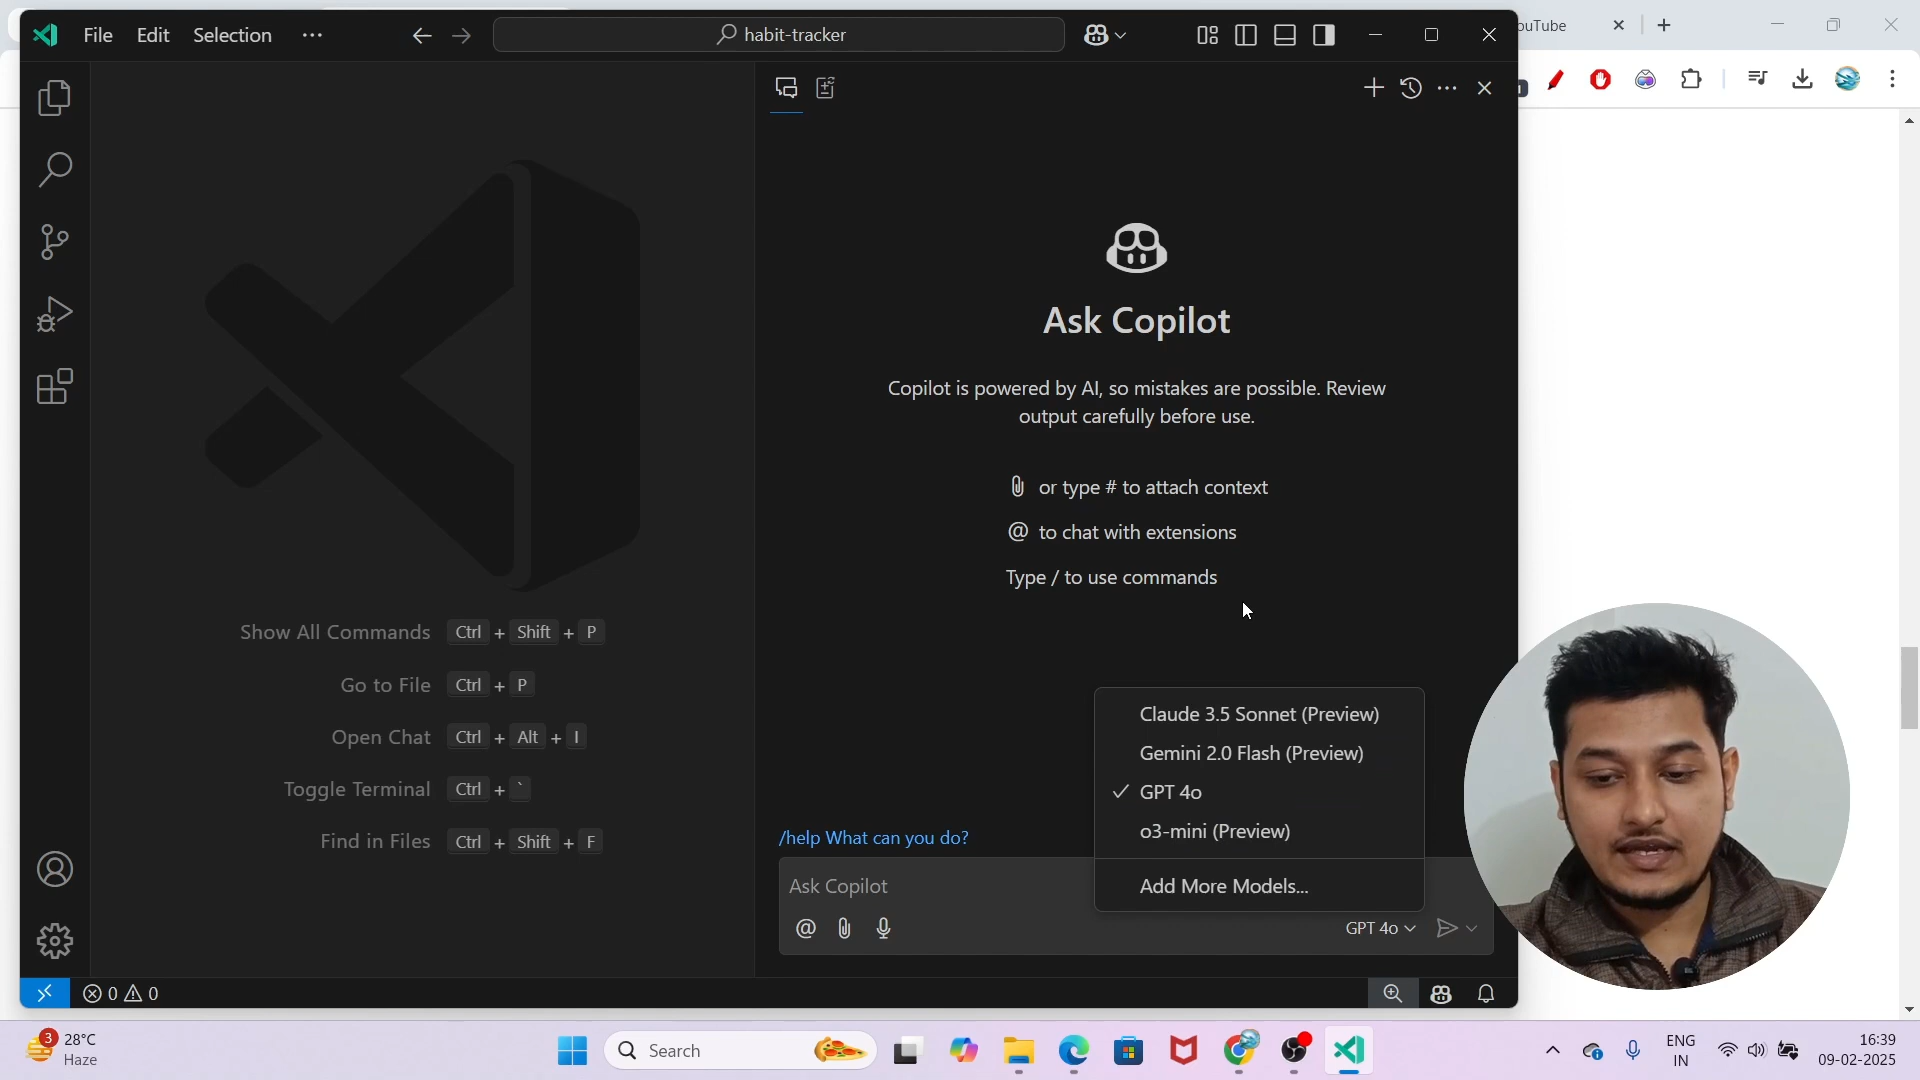 File Edit Selection ···
habit-tracker
ouTube
Ask Copilot
Copilot is powered by AI, so mistakes are possible. Review
output carefully before use.
or type # to attach context
@ to chat with extensions
Type / to use commands
Show All Commands Ctrl + Shift + P
Go to File Ctrl + P
Open Chat Ctrl + Alt + I
Toggle Terminal Ctrl + `
Find in Files Ctrl + Shift + F
Claude 3.5 Sonnet (Preview)
Gemini 2.0 Flash (Preview)
GPT 4o
o3-mini (Preview)
Add More Models...
/help What can you do?
Ask Copilot
@
GPT 4o
0 0
3
28°C
Haze
Search
ENG
IN
16:39
09-02-2025